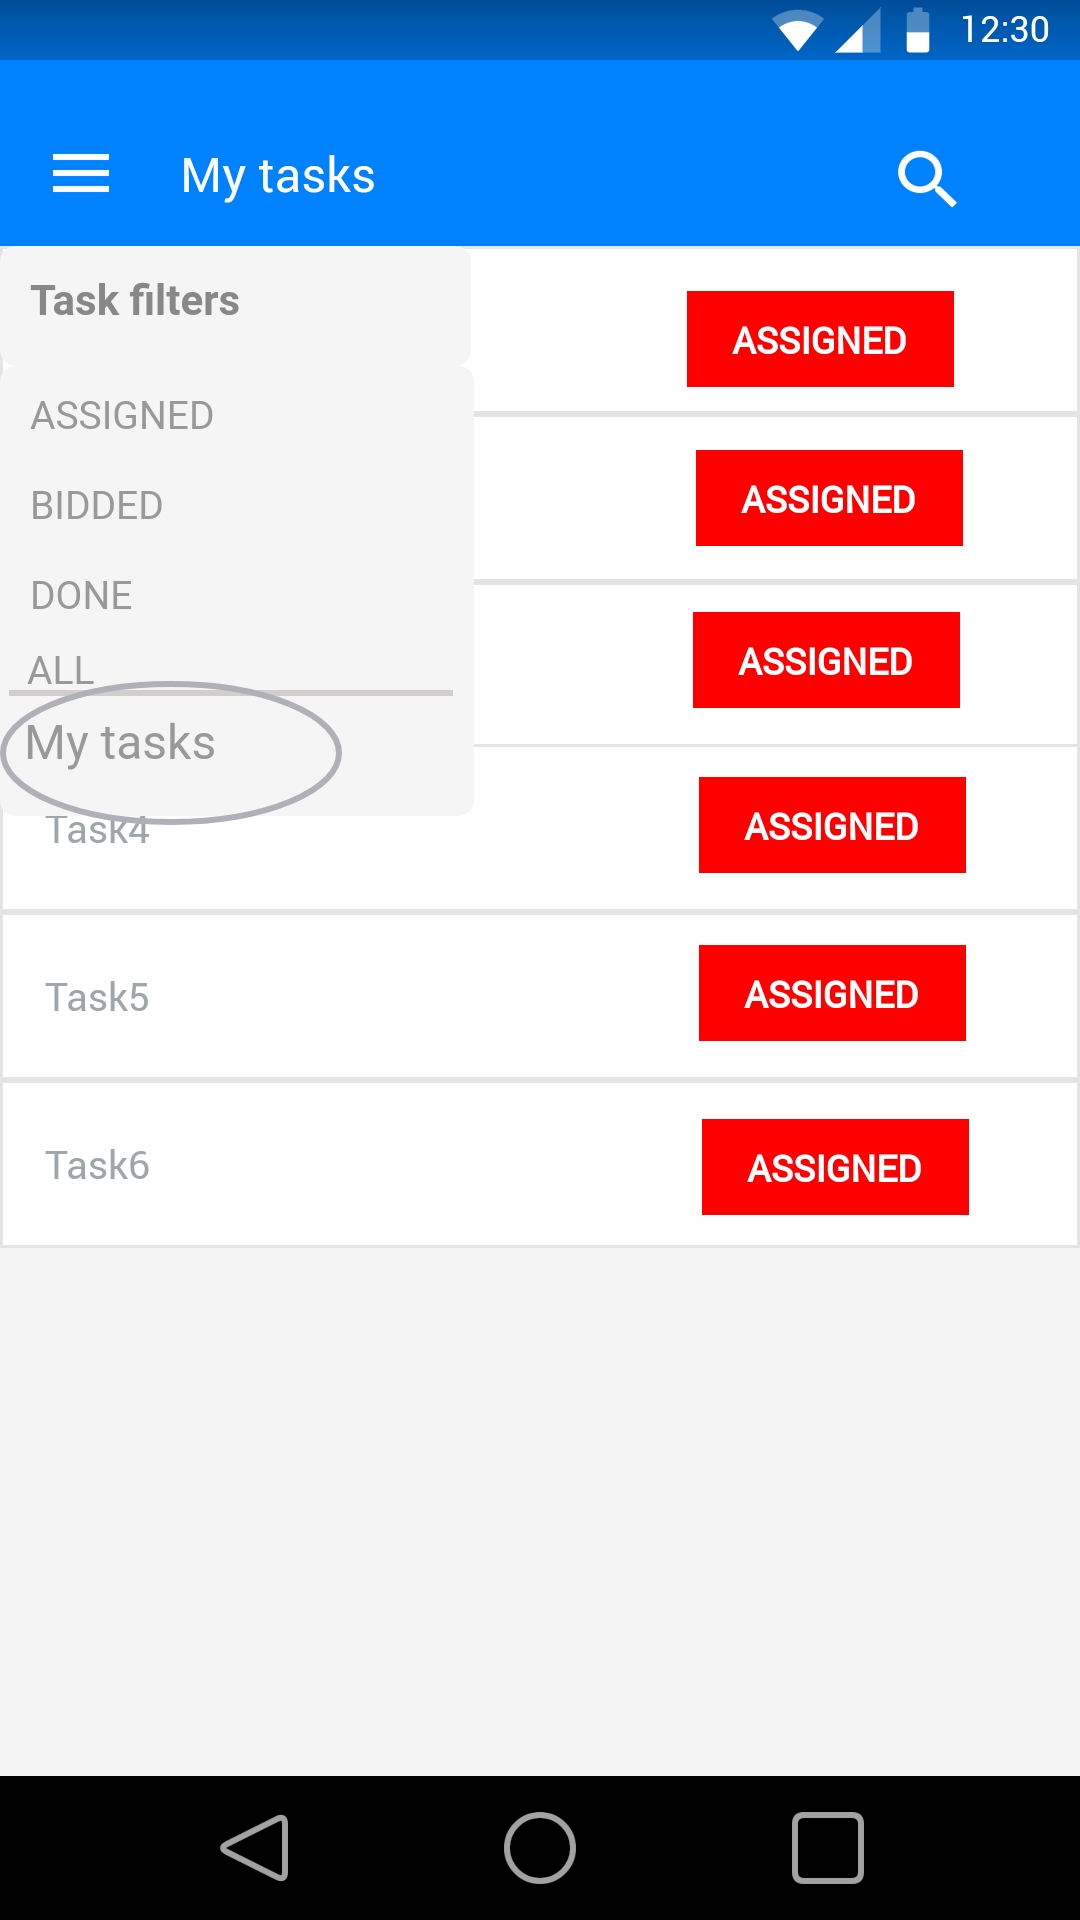 12:30
My tasks
Task filters
ASSIGNED
ASSIGNED
ASSIGNED
BIDDED
DONE
ASSIGNED
ALL
My tasks
Task4
ASSIGNED
Task5
ASSIGNED
Task6
ASSIGNED